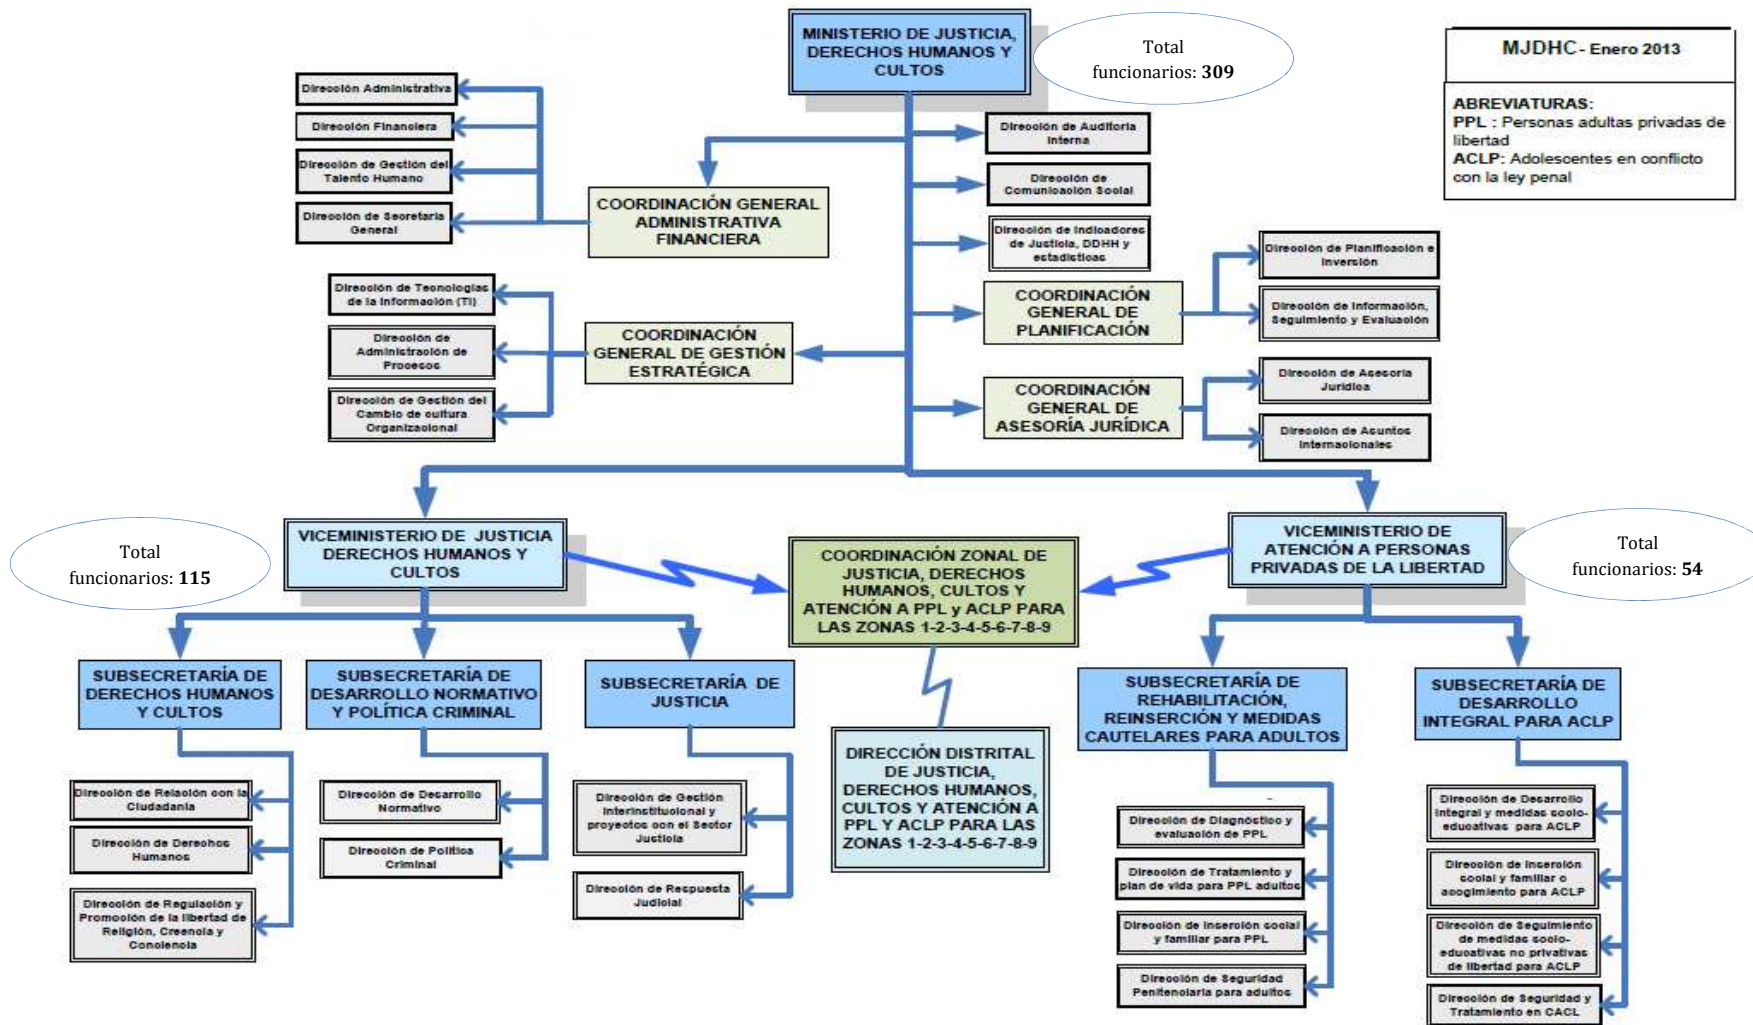 MINISTERIO DE JUSTICIA,
DERECHOS HUMANOS Y
CULTOS
Total
funcionarios: 309
MJDHC- Enero 2013
ABREVIATURAS:
PPL : Personas adultas privadas de
libertad
ACLP: Adolescentes en conflicto
con la ley penal
Dirección Administrativa
Dirección Financiera
Dirección de Gestión del
Talento Humano
Dirección de Secretaria
General
COORDINACIÓN GENERAL
ADMINISTRATIVA
FINANCIERA
Dirección de Auditoria
Interna
Dirección de
Comunicación Social
Dirección de Indicadores
de Justicia, DDHH y
estadísticas
COORDINACIÓN
GENERAL DE
PLANIFICACIÓN
Dirección de Planificación e
Inversión
Dirección de Información,
Seguimiento y Evaluación
Dirección de Tecnologías
de la Información (TI)
Dirección de
Administración de
Procesos
Dirección de Gestión del
Cambio de cultura
Organizacional
COORDINACIÓN
GENERAL DE GESTIÓN
ESTRATÉGICA
COORDINACIÓN
GENERAL DE
ASESORÍA JURÍDICA
Dirección de Asesoría
Jurídica
Dirección de Asuntos
Internacionales
Total
funcionarios: 115
VICEMINISTERIO DE JUSTICIA
DERECHOS HUMANOS Y
CULTOS
COORDINACIÓN ZONAL DE
JUSTICIA, DERECHOS
HUMANOS, CULTOS Y
ATENCIÓN A PPL y ACLP PARA
LAS ZONAS 1-2-3-4-5-6-7-8-9
VICEMINISTERIO DE
ATENCIÓN A PERSONAS
PRIVADAS DE LA LIBERTAD
Total
funcionarios: 54
SUBSECRETARÍA DE
DERECHOS HUMANOS
Y CULTOS
SUBSECRETARÍA DE
DESARROLLO NORMATIVO
Y POLÍTICA CRIMINAL
SUBSECRETARÍA DE
JUSTICIA
SUBSECRETARÍA DE
REHABILITACIÓN,
REINSERCIÓN Y MEDIDAS
CAUTELARES PARA ADULTOS
SUBSECRETARÍA DE
DESARROLLO
INTEGRAL PARA ACLP
DIRECCIÓN DISTRITAL
DE JUSTICIA,
DERECHOS HUMANOS,
CULTOS Y ATENCIÓN A
PPL Y ACLP PARA LAS
ZONAS 1-2-3-4-5-6-7-8-9
Dirección de Relación con la
Ciudadanía
Dirección de Derechos
Humanos
Dirección de Regulación y
Promoción de la libertad de
Religión, Creencia y
Conciencia
Dirección de Desarrollo
Normativo
Dirección de Política
Criminal
Dirección de Gestión
Interinstitucional y
proyectos con el Sector
Justicia
Dirección de Respuesta
Judicial
Dirección de Diagnóstico y
evaluación de PPL
Dirección de Tratamiento y
plan de vida para PPL adultos
Dirección de Inserción social
y familiar para PPL
Dirección de Seguridad
Penitenciaria para adultos
Dirección de Desarrollo
Integral y medidas socio-
educativas para ACLP
Dirección de Inserción
social y familiar o
acogimiento para ACLP
Dirección de Seguimiento
de medidas socio-
educativas no privativas
de libertad para ACLP
Dirección de Seguridad y
Tratamiento en CACL